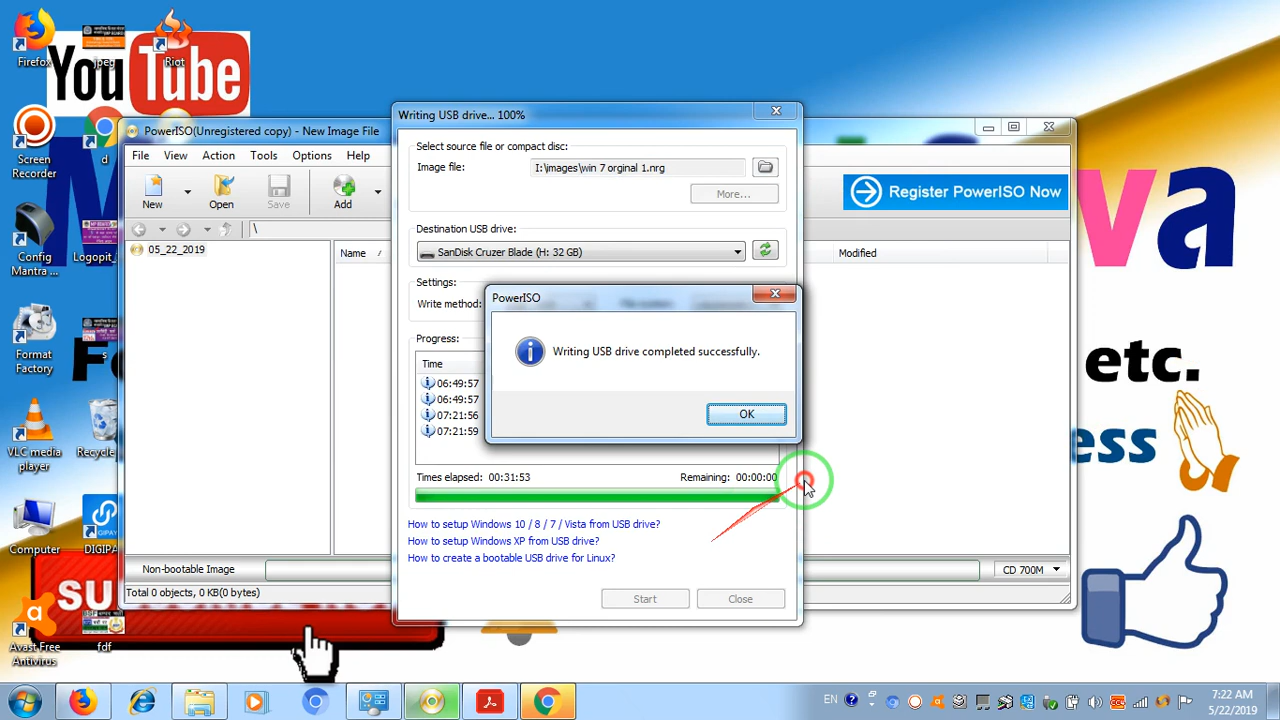 Firefox
jpeg
Riot
YouTube
Screen
Recorder
d
Config
Mantra ...
Logopit_...
Format
Factory
s
VLC media
player
Recycle
Computer
DIGIPA
Avast Free
Antivirus
fdf
PowerISO(Unregistered copy) - New Image File
File View Action Tools Options Help
New Open Save Add
Register PowerISO Now
\
05_22_2019
Name
Modified
Non-bootable Image
CD 700M
Total 0 objects, 0 KB(0 bytes)
Writing USB drive... 100%
Select source file or compact disc:
Image file: I:\images\win 7 orginal 1.nrg
More...
Destination USB drive:
SanDisk Cruzer Blade (H: 32 GB)
Settings:
Write method:
Progress:
Time
06:49:57
06:49:57
07:21:56
07:21:59
PowerISO
Writing USB drive completed successfully.
OK
Times elapsed: 00:31:53 Remaining: 00:00:00
How to setup Windows 10 / 8 / 7 / Vista from USB drive?
How to setup Windows XP from USB drive?
How to create a bootable USB drive for Linux?
Start Close
va
etc.
ess
EN
7:22 AM
5/22/2019